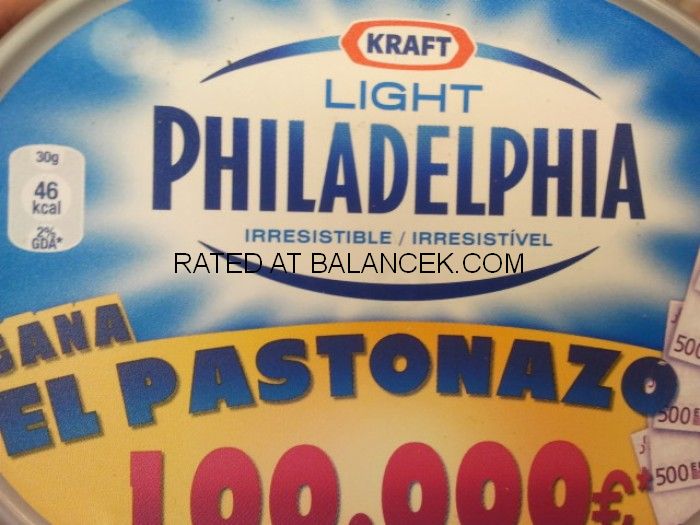 KRAFT
LIGHT
PHILADELPHIA
30g
46
kcal
2%
GDA*
IRRESISTIBLE / IRRESISTÍVEL
RATED AT BALANCEK.COM
GANA
EL PASTONAZO
100.000€*
500
500
500